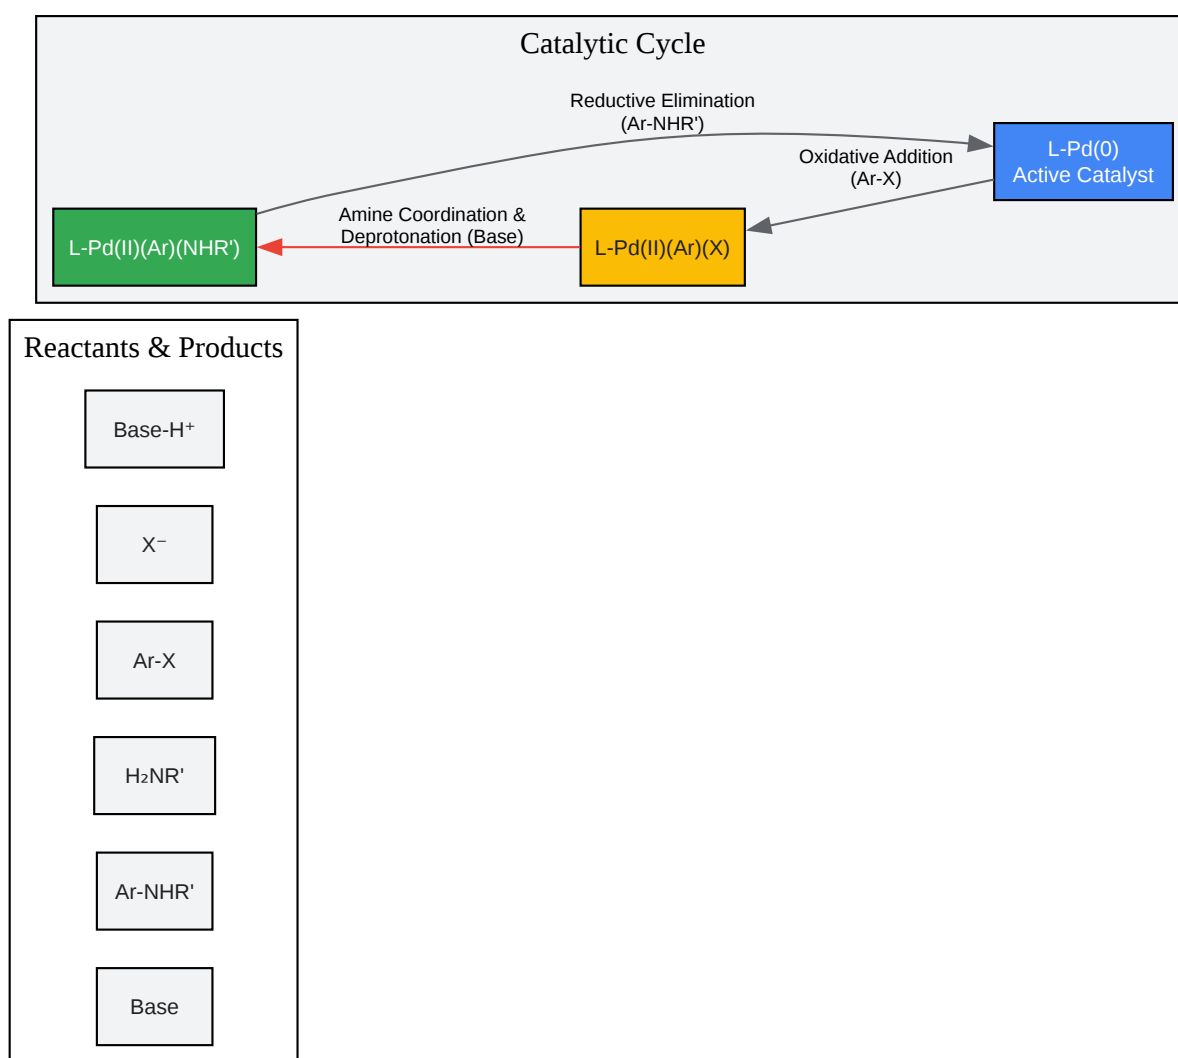 Catalytic Cycle
Reductive Elimination
(Ar-NHR')
Oxidative Addition
(Ar-X)
L-Pd(0)
Active Catalyst
Amine Coordination &
Deprotonation (Base)
L-Pd(II)(Ar)(NHR')
L-Pd(II)(Ar)(X)
Reactants & Products
Base-H⁺
X⁻
Ar-X
H₂NR'
Ar-NHR'
Base